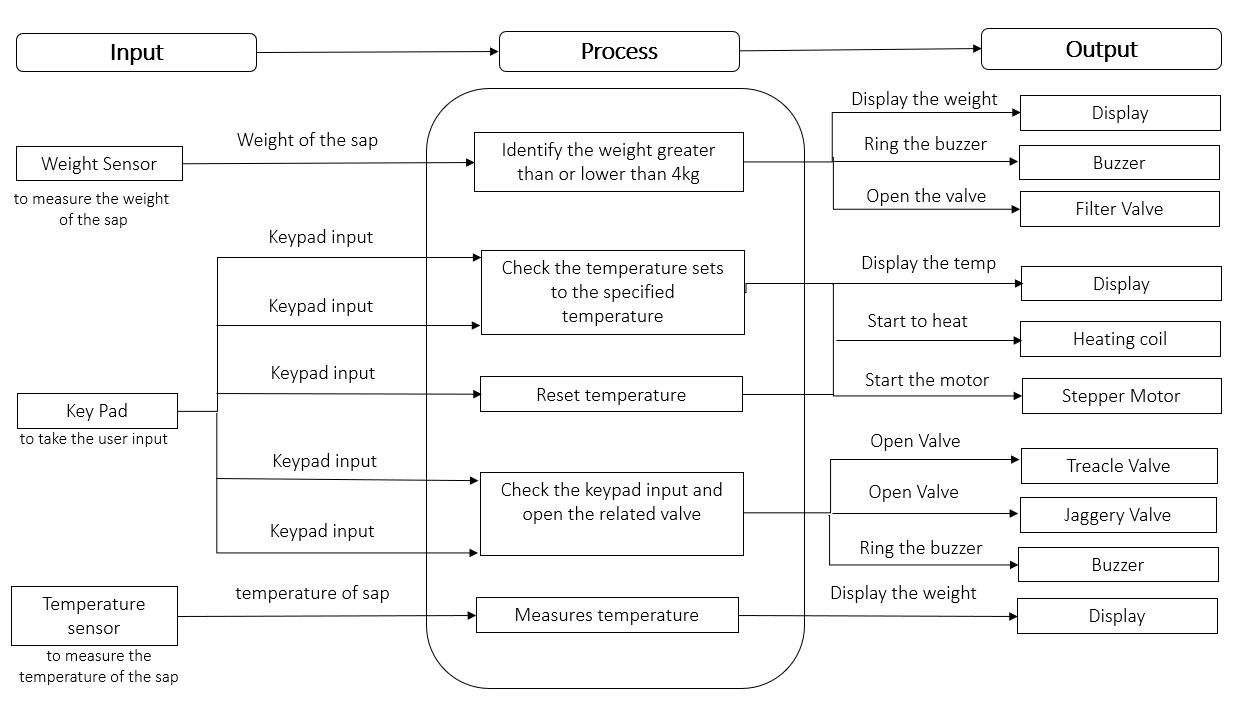 Input
Process
Output
Weight Sensor
to measure the weight
of the sap
Weight of the sap
Identify the weight greater
than or lower than 4kg
Display the weight
Display
Ring the buzzer
Buzzer
Open the valve
Filter Valve
Key Pad
to take the user input
Keypad input
Keypad input
Check the temperature sets
to the specified
temperature
Display the temp
Display
Start to heat
Heating coil
Start the motor
Stepper Motor
Keypad input
Reset temperature
Keypad input
Keypad input
Check the keypad input and
open the related valve
Open Valve
Treacle Valve
Open Valve
Jaggery Valve
Ring the buzzer
Buzzer
Temperature
sensor
to measure the
temperature of the sap
temperature of sap
Measures temperature
Display the weight
Display